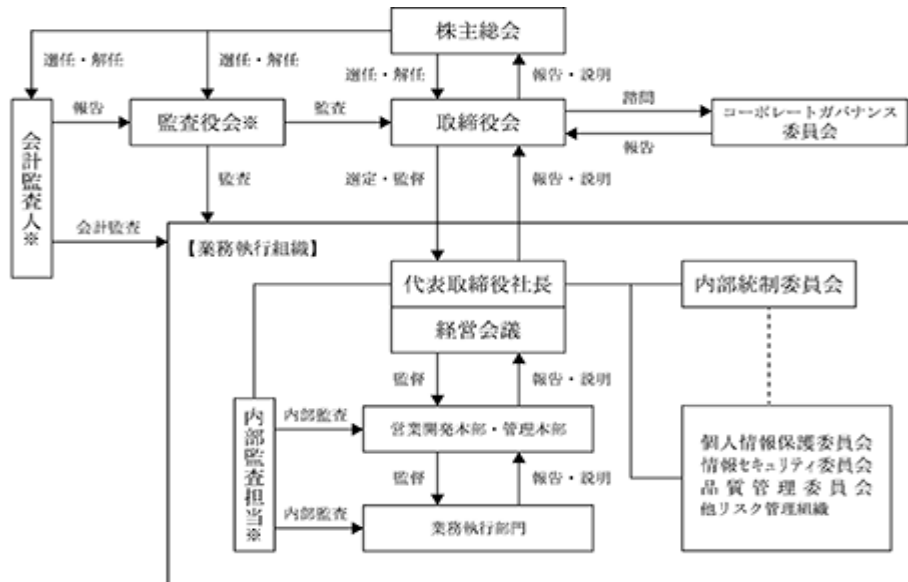 株主総会
選任・解任
選任・解任
選任・解任
報告・説明
会計監査人※
報告
監査役会※
監査
取締役会
諮問
報告
コーポレートガバナンス
委員会
監査
選定・監督
報告・説明
会計監査
【業務執行組織】
代表取締役社長
経営会議
内部統制委員会
監督
報告・説明
内部監査担当※
内部監査
営業開発本部・管理本部
監督
報告・説明
内部監査
業務執行部門
個人情報保護委員会
情報セキュリティ委員会
品質管理委員会
他リスク管理組織